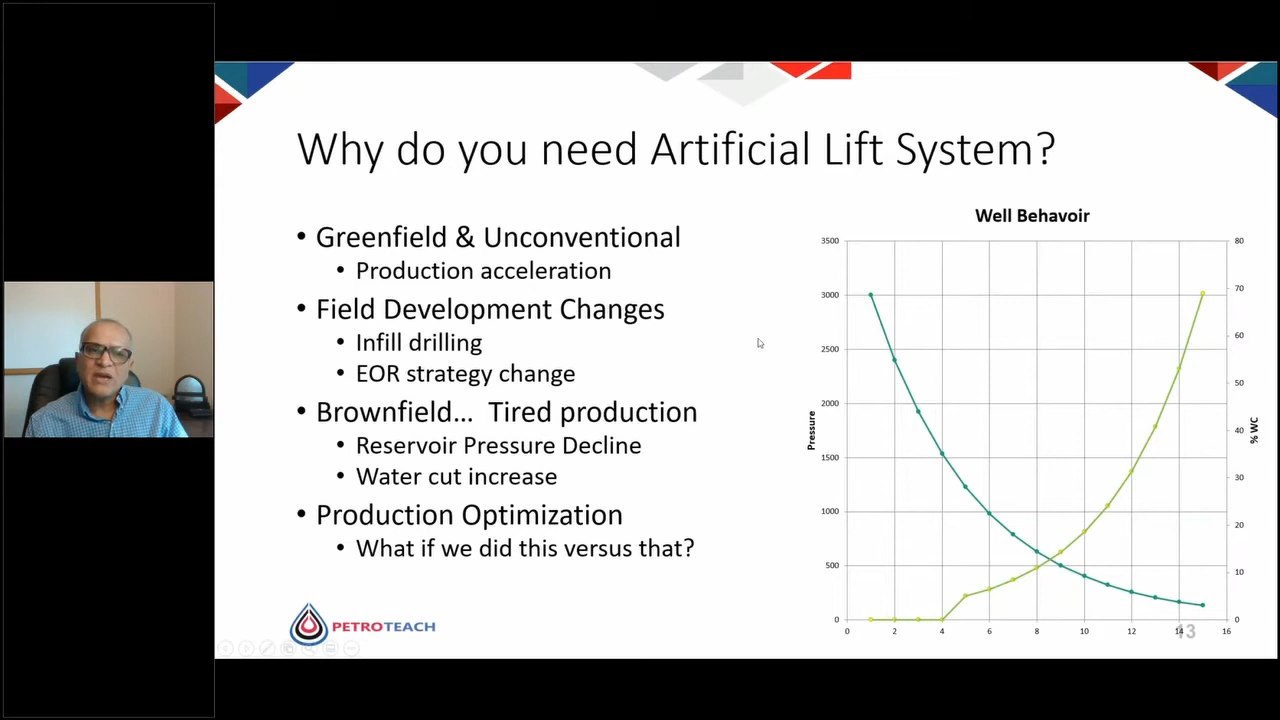 Why do you need Artificial Lift System?
• Greenfield & Unconventional
• Production acceleration
• Field Development Changes
• Infill drilling
• EOR strategy change
• Brownfield… Tired production
• Reservoir Pressure Decline
• Water cut increase
• Production Optimization
• What if we did this versus that?
PETROTEACH
Well Behavoir
3500
3000
2500
2000
1500
1000
500
0
Pressure
80
70
60
50
40
30
20
10
0
% WC
0 2 4 6 8 10 12 14 16
13